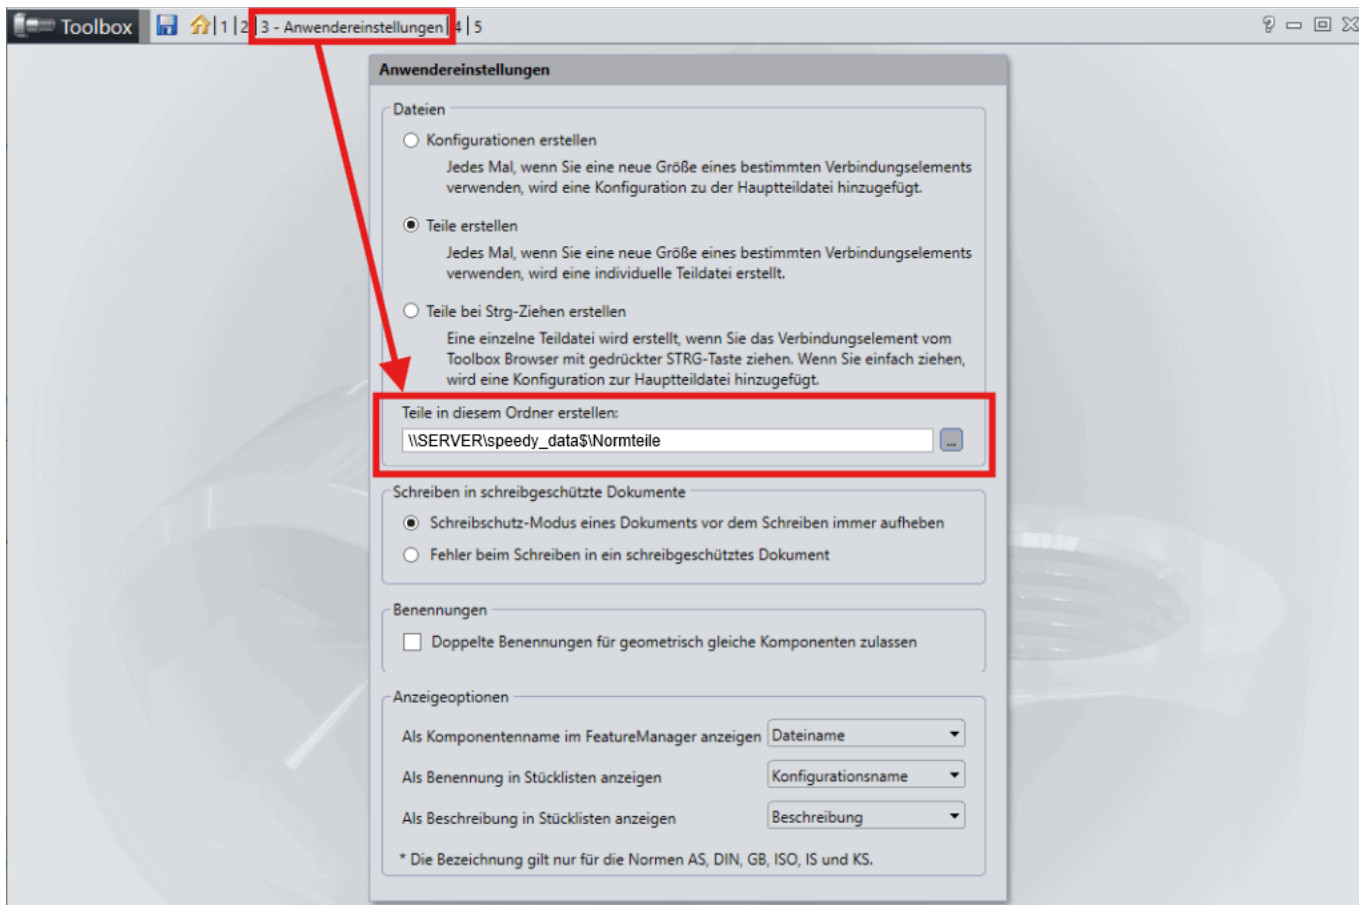 Toolbox 1 2 3 - Anwendereinstellungen 4 5
Anwendereinstellungen
Dateien
Konfigurationen erstellen
Jedes Mal, wenn Sie eine neue Größe eines bestimmten Verbindungselements
verwenden, wird eine Konfiguration zu der Hauptteildatei hinzugefügt.
Teile erstellen
Jedes Mal, wenn Sie eine neue Größe eines bestimmten Verbindungselements
verwenden, wird eine individuelle Teildatei erstellt.
Teile bei Strg-Ziehen erstellen
Eine einzelne Teildatei wird erstellt, wenn Sie das Verbindungselement vom
Toolbox Browser mit gedrückter STRG-Taste ziehen. Wenn Sie einfach ziehen,
wird eine Konfiguration zur Hauptteildatei hinzugefügt.
Teile in diesem Ordner erstellen:
\\SERVER\speedy_data$\Normteile ...
Schreiben in schreibgeschützte Dokumente
Schreibschutz-Modus eines Dokuments vor dem Schreiben immer aufheben
Fehler beim Schreiben in ein schreibgeschütztes Dokument
Benennungen
Doppelte Benennungen für geometrisch gleiche Komponenten zulassen
Anzeigeoptionen
Als Komponentenname im FeatureManager anzeigen Dateiname
Als Benennung in Stücklisten anzeigen Konfigurationsname
Als Beschreibung in Stücklisten anzeigen Beschreibung
* Die Bezeichnung gilt nur für die Normen AS, DIN, GB, ISO, IS und KS.